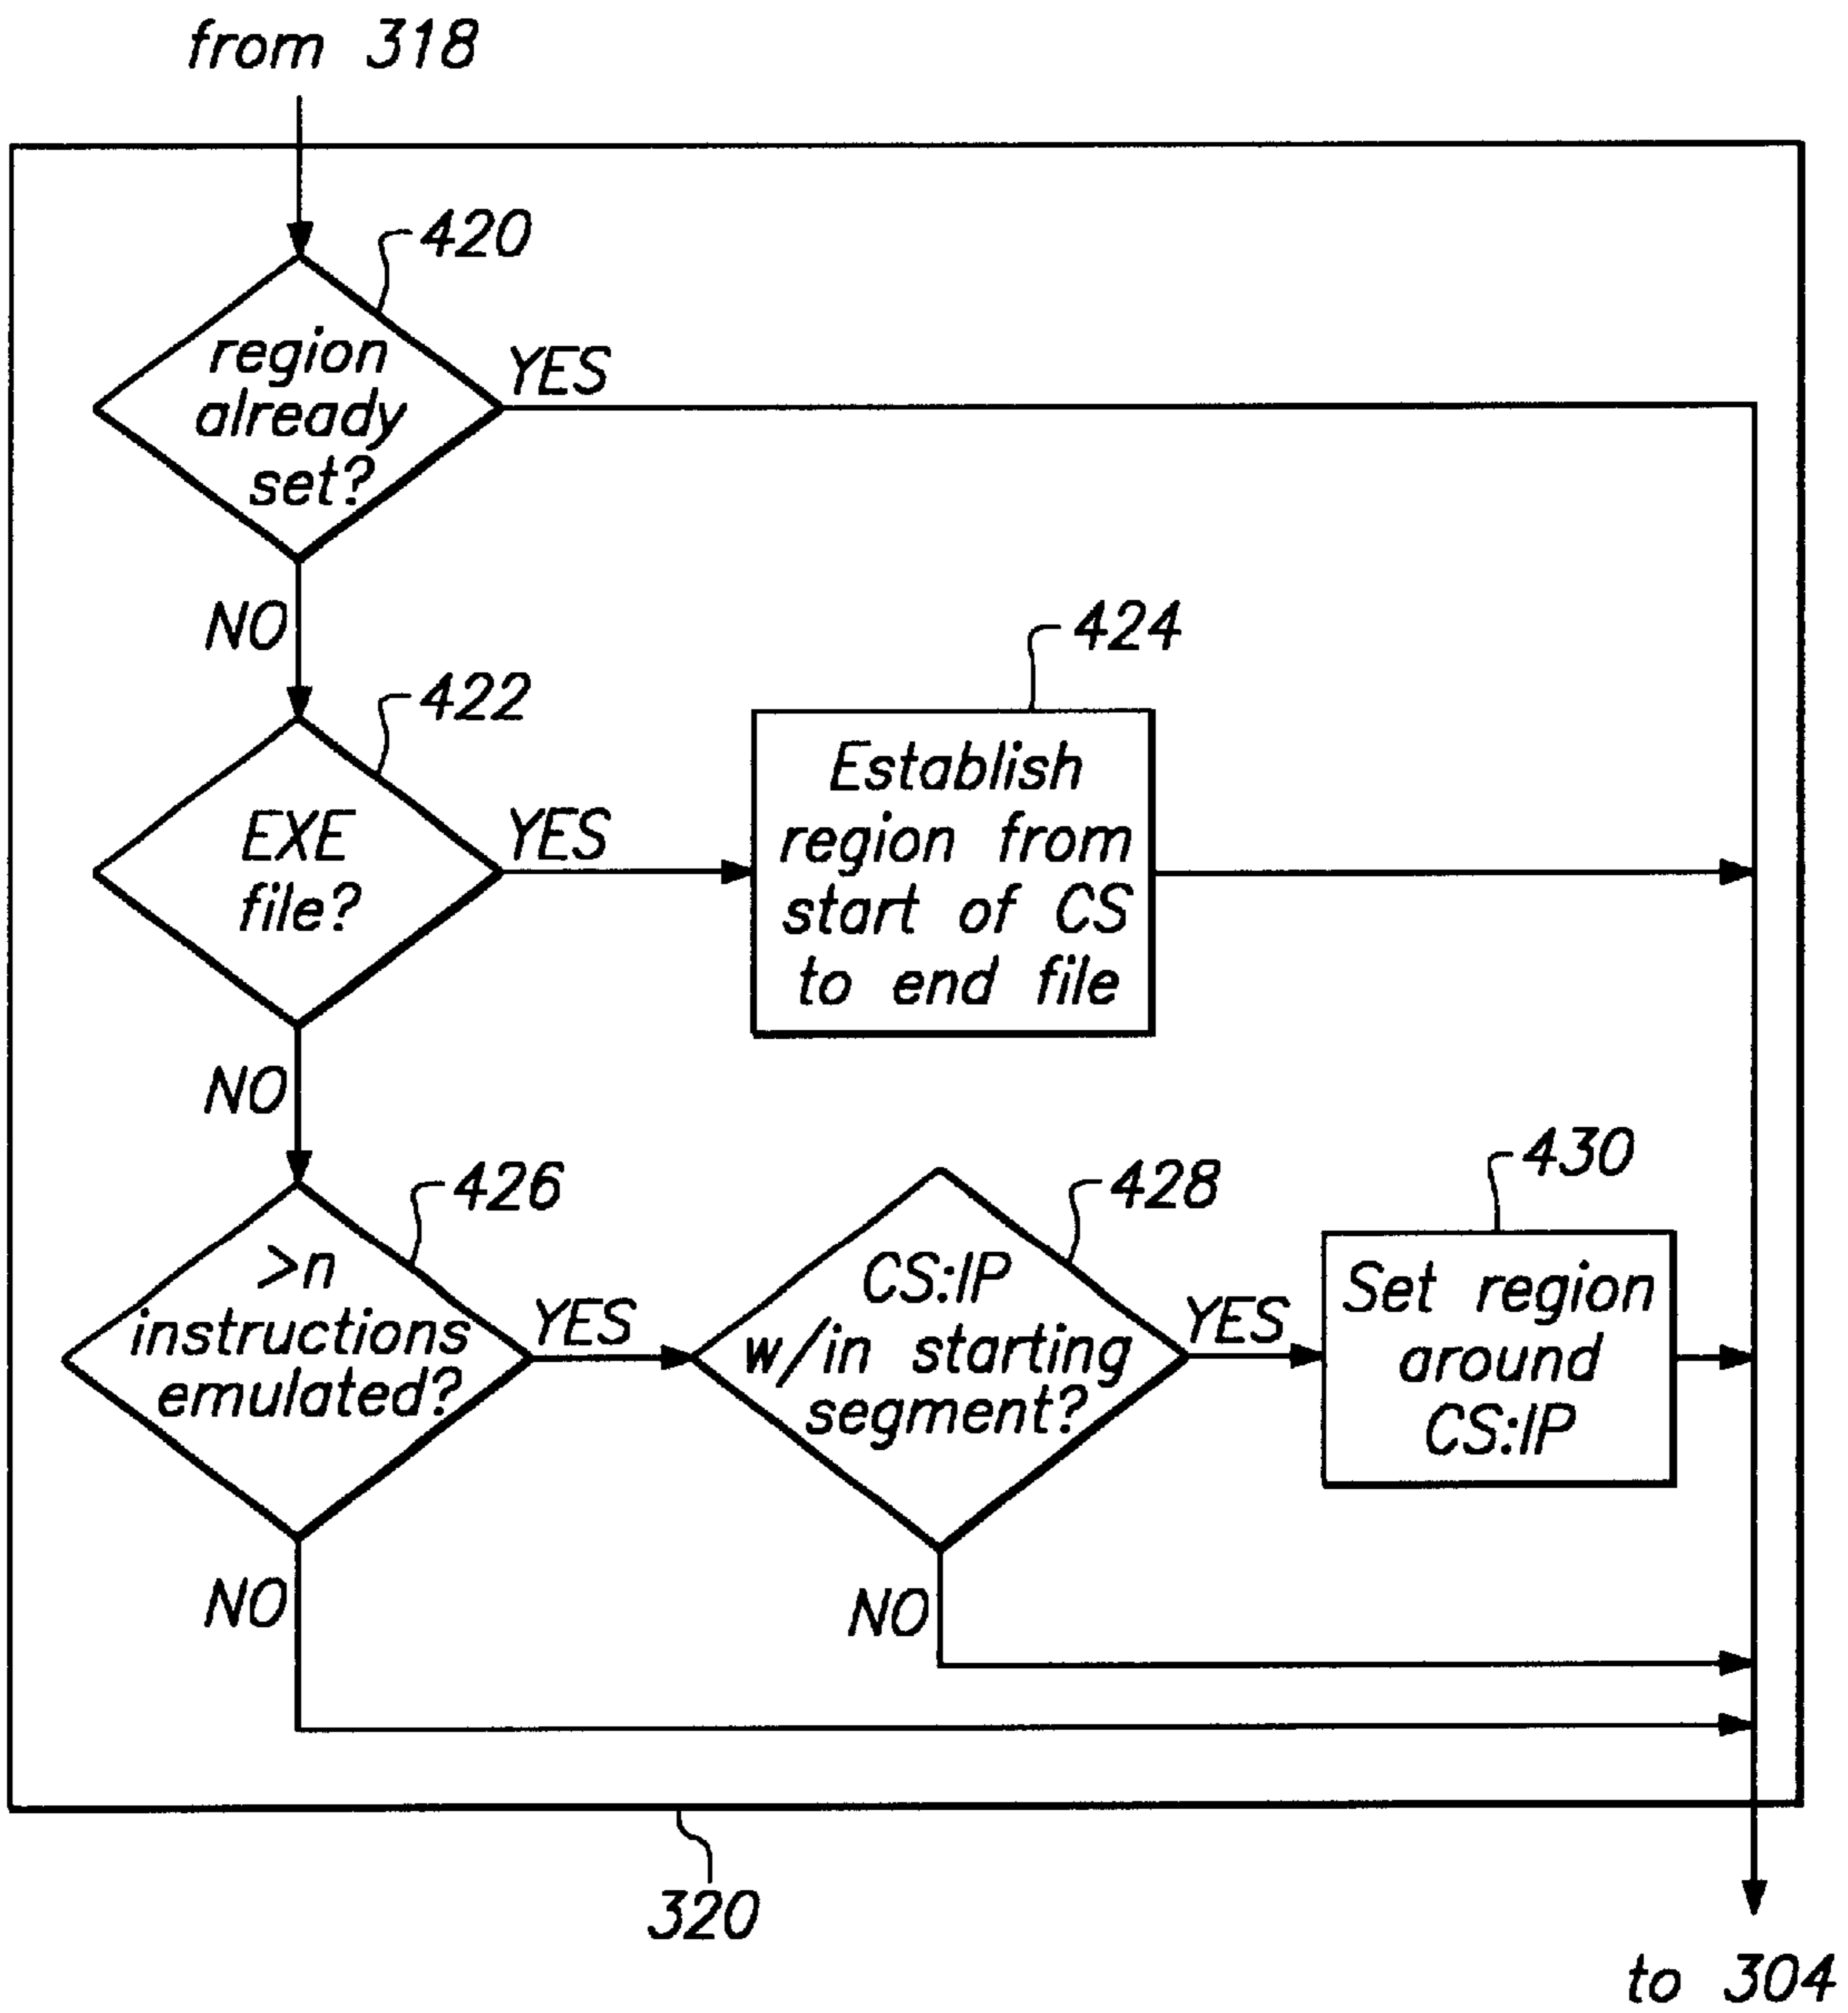 from 318
420
region
already
set?
YES
NO
422
EXE
file?
YES
424
Establish
region from
start of CS
to end file
NO
426
>n
instructions
emulated?
YES
428
CS:IP
w/in starting
segment?
YES
430
Set region
around
CS:IP
NO
NO
320
to 304